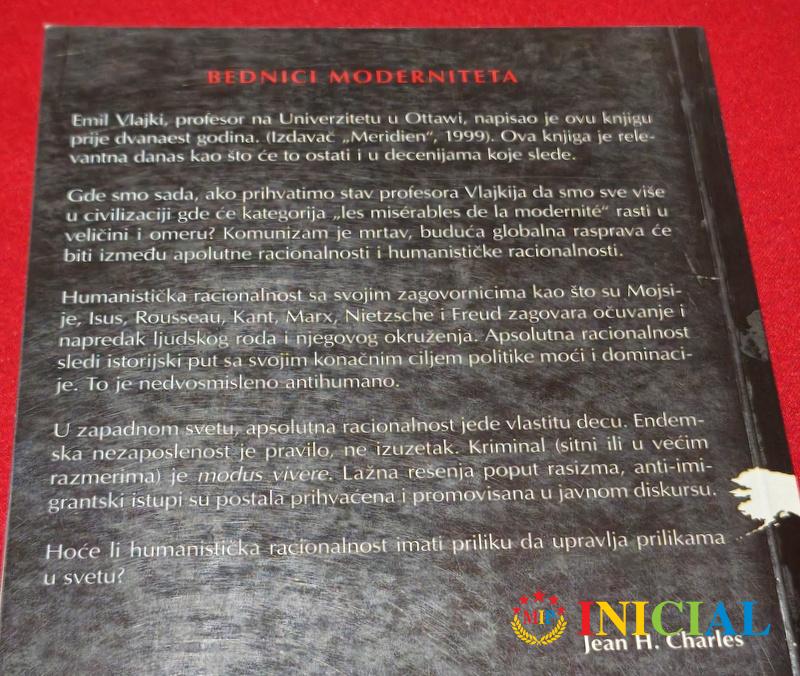 BEDNICI MODERNITETA
Emil Vlajki, profesor na Univerzitetu u Ottawi, napisao je ovu knjigu
prije dvanaest godina. (Izdavač „Meridien“, 1999). Ova knjiga je rele-
vantna danas kao što će to ostati i u decenijama koje slede.
Gde smo sada, ako prihvatimo stav profesora Vlajkija da smo sve više
u civilizaciji gde će kategorija „les misérables de la modernité“ rasti u
veličini i omeru? Komunizam je mrtav, buduća globalna rasprava će
biti između apolutne racionalnosti i humanističke racionalnosti.
Humanistička racionalnost sa svojim zagovornicima kao što su Mojsi-
je, Isus, Rousseau, Kant, Marx, Nietzsche i Freud zagovara očuvanje i
napredak ljudskog roda i njegovog okruženja. Apsolutna racionalnost
sledi istorijski put sa svojim konačnim ciljem politike moći i dominaci-
je. To je nedvosmisleno antihumano.
U zapadnom svetu, apsolutna racionalnost jede vlastitu decu. Endem-
ska nezaposlenost je pravilo, ne izuzetak. Kriminal (sitni ili u većim
razmerima) je modus vivere. Lažna rešenja poput rasizma, anti-imi-
grantski istupi su postala prihvaćena i promovisana u javnom diskursu.
Hoće li humanistička racionalnost imati priliku da upravlja prilikama
u svetu?
MIF INICIAL
Jean H. Charles